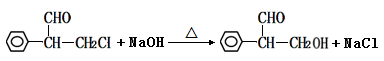 CHO CHO
CH—CH2Cl + NaOH △ CH—CH2OH + NaCl